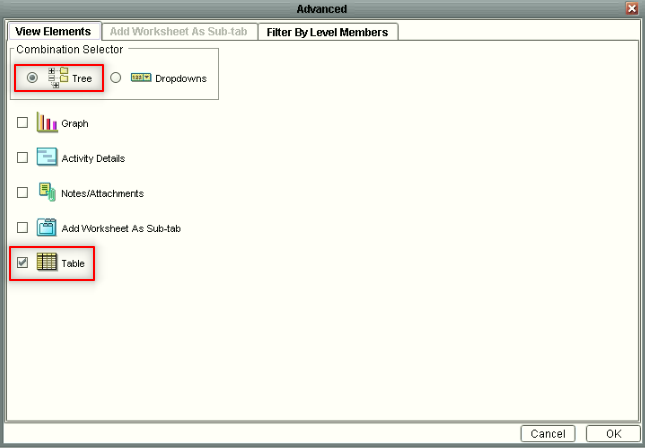 Advanced
View Elements Add Worksheet As Sub-tab Filter By Level Members
Combination Selector
Tree Dropdowns
Graph
Activity Details
Notes/Attachments
Add Worksheet As Sub-tab
Table
Cancel OK